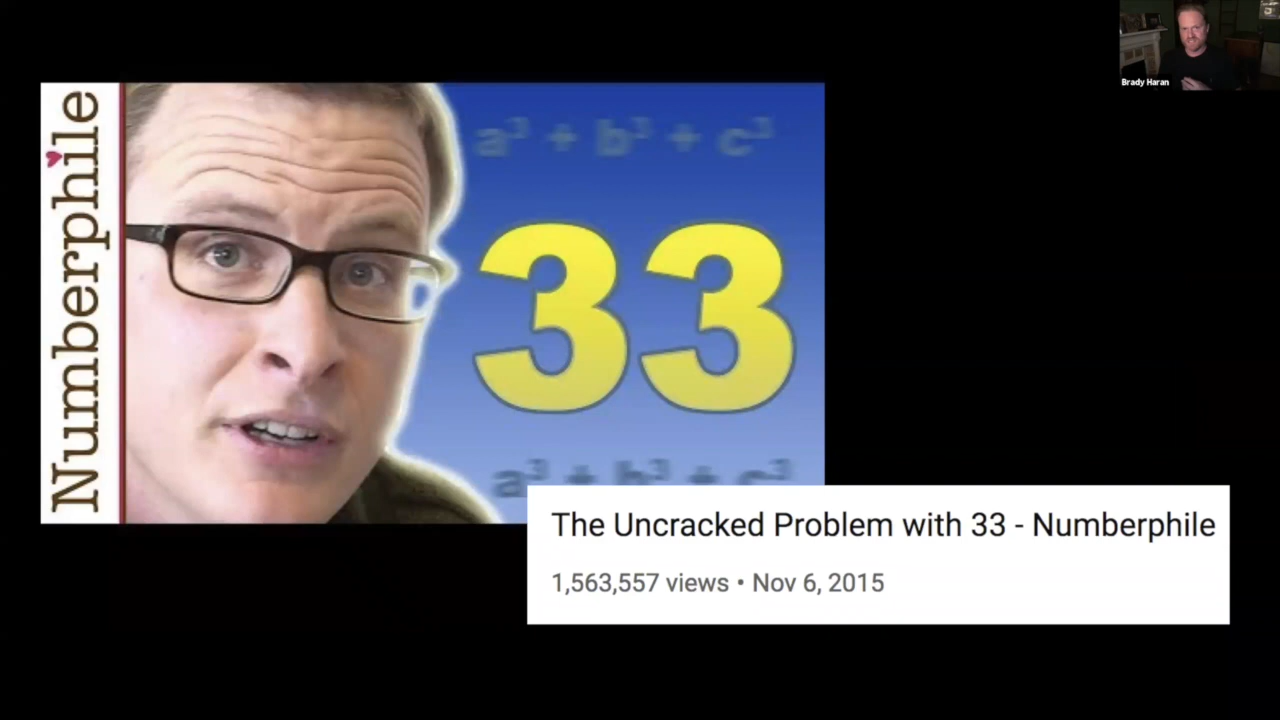 Brady Haran
Numberphile
a³ + b³ + c³
33
a³ + b³ + c³
The Uncracked Problem with 33 - Numberphile
1,563,557 views • Nov 6, 2015